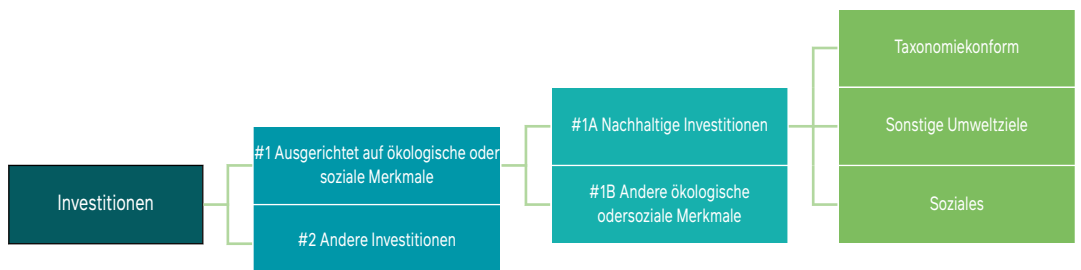 Investitionen
#1 Ausgerichtet auf ökologische oder
soziale Merkmale
#2 Andere Investitionen
#1A Nachhaltige Investitionen
#1B Andere ökologische
odersoziale Merkmale
Taxonomiekonform
Sonstige Umweltziele
Soziales